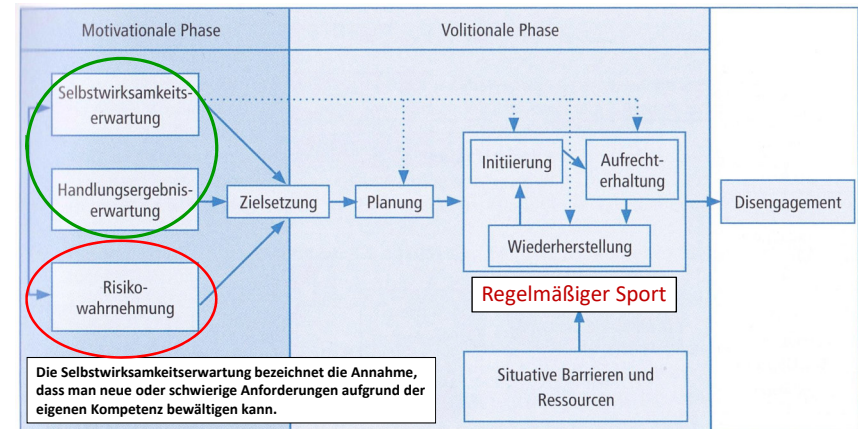 Motivationale Phase
Volitionale Phase
Selbstwirksamkeits-
erwartung
Handlungsergebnis-
erwartung
Risiko-
wahrnehmung
Zielsetzung
Planung
Initiierung
Aufrecht-
erhaltung
Wiederherstellung
Disengagement
Regelmäßiger Sport
Situative Barrieren und
Ressourcen
Die Selbstwirksamkeitserwartung bezeichnet die Annahme,
dass man neue oder schwierige Anforderungen aufgrund der
eigenen Kompetenz bewältigen kann.